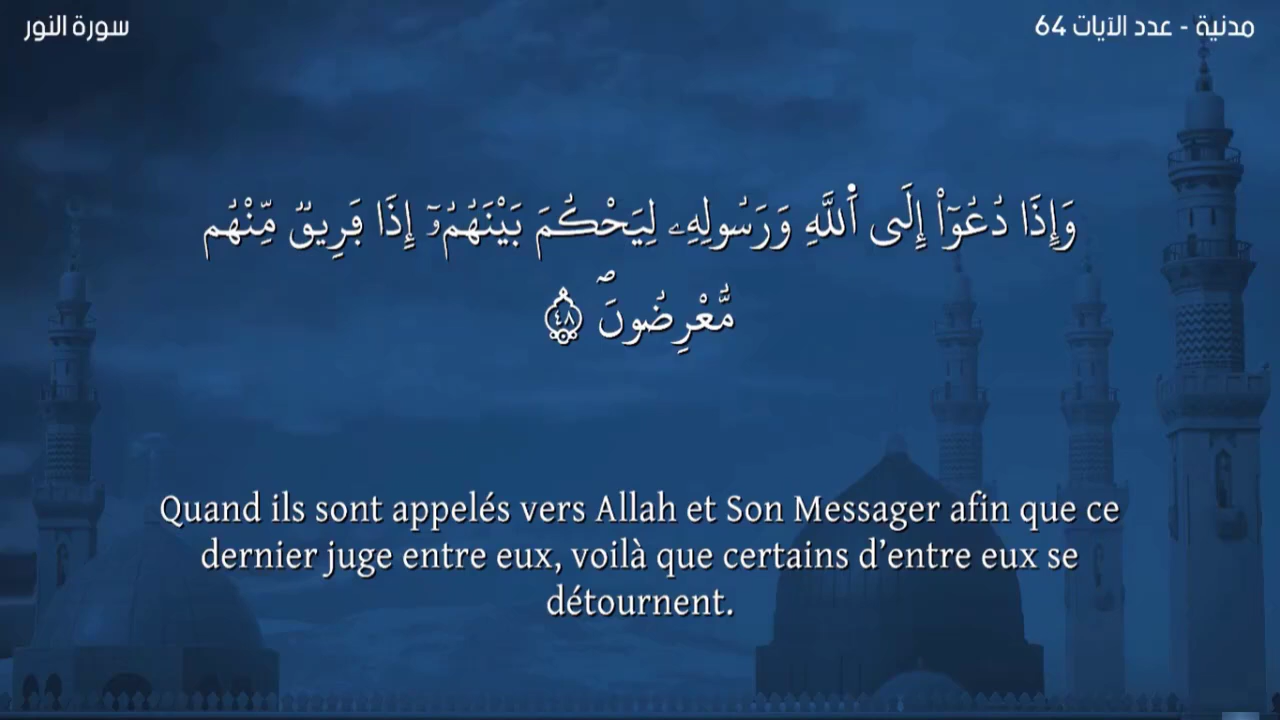 سورة النور
مدنية - عدد الآيات 64
وَإِذَا دُعُوٓا۟ إِلَى ٱللَّهِ وَرَسُولِهِۦ لِيَحْكُمَ بَيْنَهُمْ إِذَا فَرِيقٌ مِّنْهُم
مُّعْرِضُونَ ۝٤٨
Quand ils sont appelés vers Allah et Son Messager afin que ce
dernier juge entre eux, voilà que certains d’entre eux se
détournent.